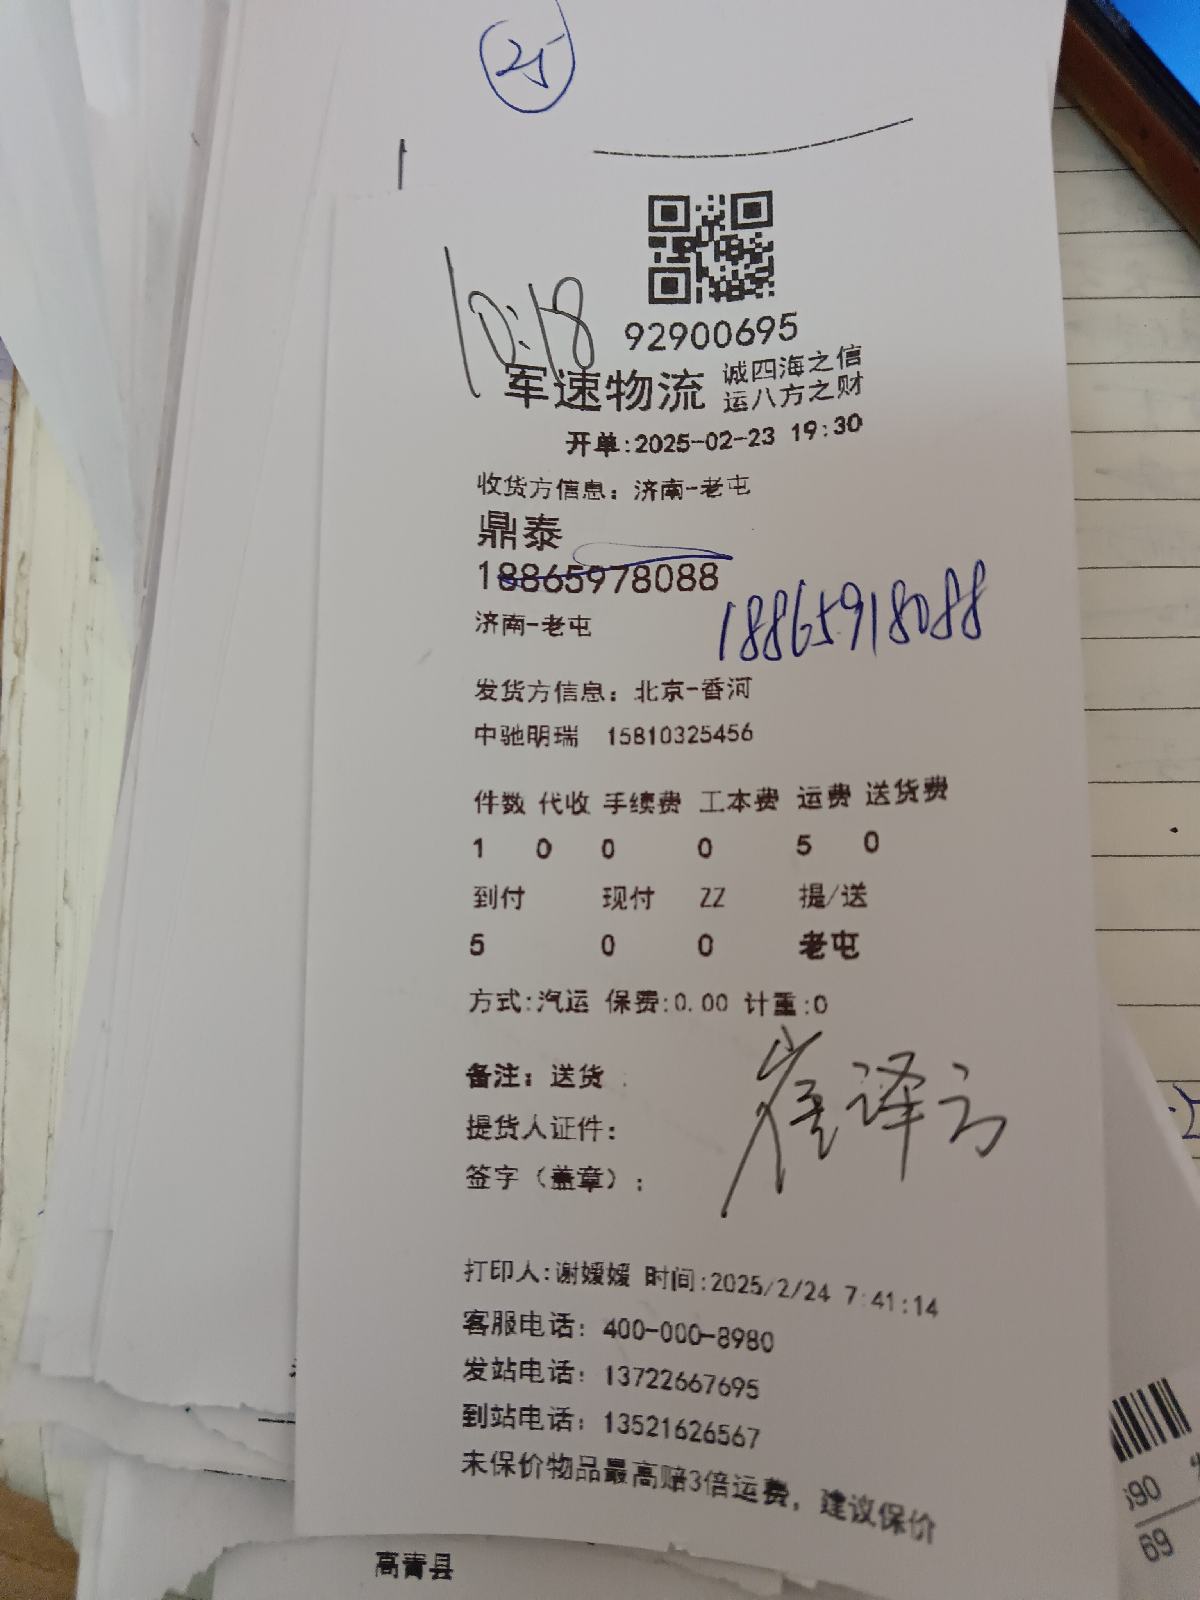 25
10:18
92900695
军速物流 诚四海之信
运八方之财
开单:2025-02-23 19:30
收货方信息: 济南-老屯
鼎泰
18865978088
18865918088
济南-老屯
发货方信息: 北京-香河
中驰明瑞 15810325456
件数 代收 手续费 工本费 运费 送货费
1 0 0 0 5 0
到付 现付 ZZ 提/送
5 0 0 老屯
方式:汽运 保费:0.00 计重:0
备注: 送货
提货人证件:
崔译云
签字(盖章):
打印人:谢媛媛 时间:2025/2/24 7:41:14
客服电话: 400-000-8980
发站电话: 13722667695
到站电话: 13521626567
未保价物品最高赔3倍运费, 建议保价
高青县
690
69